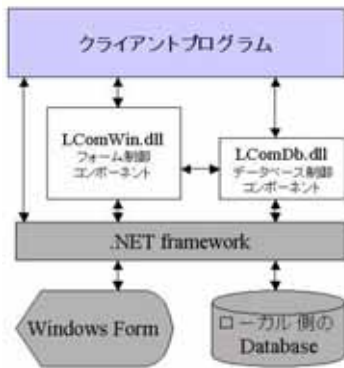 クライアントプログラム
LComWin.dll
フォーム制御
コンポーネント
LComDb.dll
データベース制御
コンポーネント
.NET framework
Windows Form
ローカル側の
Database